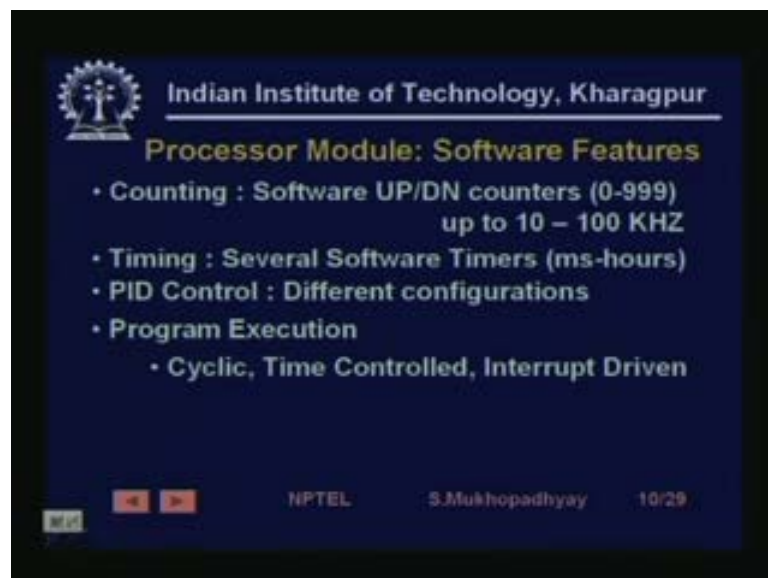 Indian Institute of Technology, Kharagpur
Processor Module: Software Features
• Counting : Software UP/DN counters (0-999)
up to 10 – 100 KHZ
• Timing : Several Software Timers (ms-hours)
• PID Control : Different configurations
• Program Execution
• Cyclic, Time Controlled, Interrupt Driven
NPTEL S.Mukhopadhyay 10/29